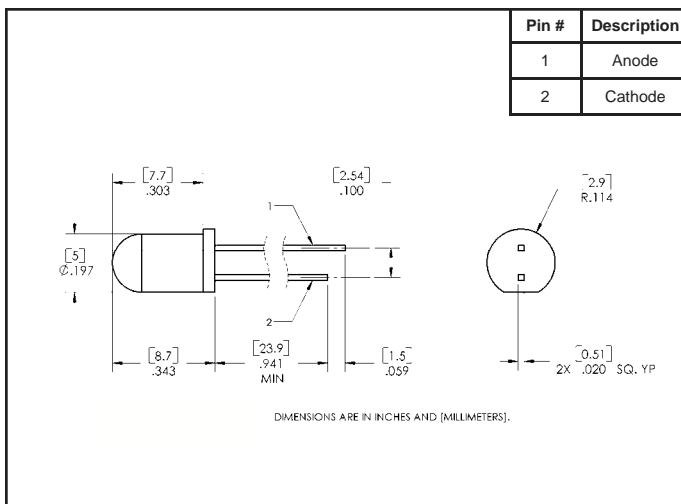 Pin # Description
1 Anode
2 Cathode
[7.7]
.303
[2.54]
.100
[2.9]
R.114
1
[5]
Ø.197
2
[8.7]
.343
[23.9]
.941
MIN
[1.5]
.059
[0.51]
2X .020 SQ. YP
DIMENSIONS ARE IN INCHES AND [MILLIMETERS].